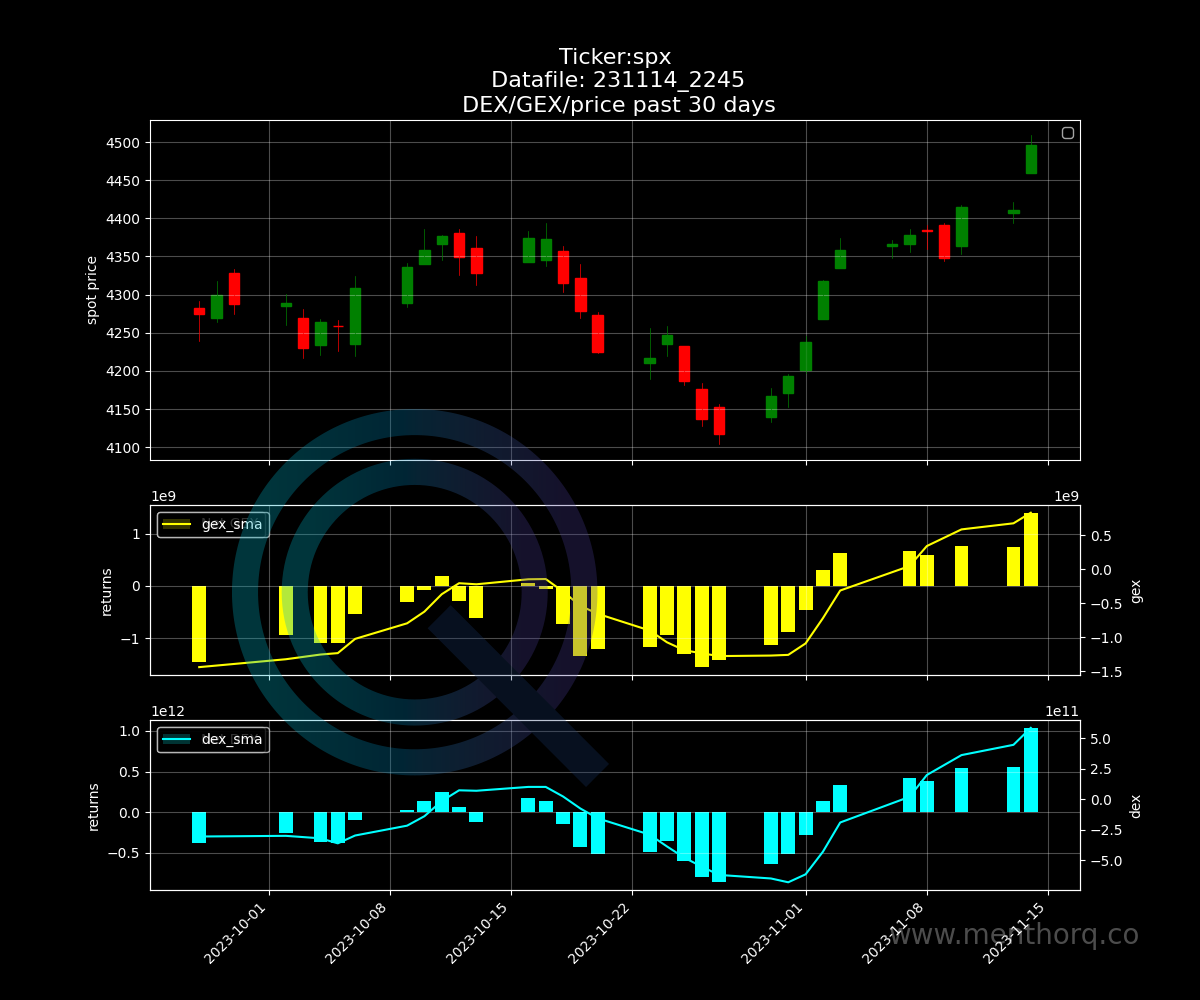 Ticker:spx
Datafile: 231114_2245
DEX/GEX/price past 30 days
4500
4450
4400
4350
4300
4250
4200
4150
4100
spot price
1e9
1e9
gex_sma
1
0
−1
returns
0.5
0.0
−0.5
−1.0
−1.5
gex
1e12
1e11
dex_sma
1.0
0.5
0.0
−0.5
returns
5.0
2.5
0.0
−2.5
−5.0
dex
2023-10-01
2023-10-08
2023-10-15
2023-10-22
2023-11-01
2023-11-08
2023-11-15
www.menthorq.co